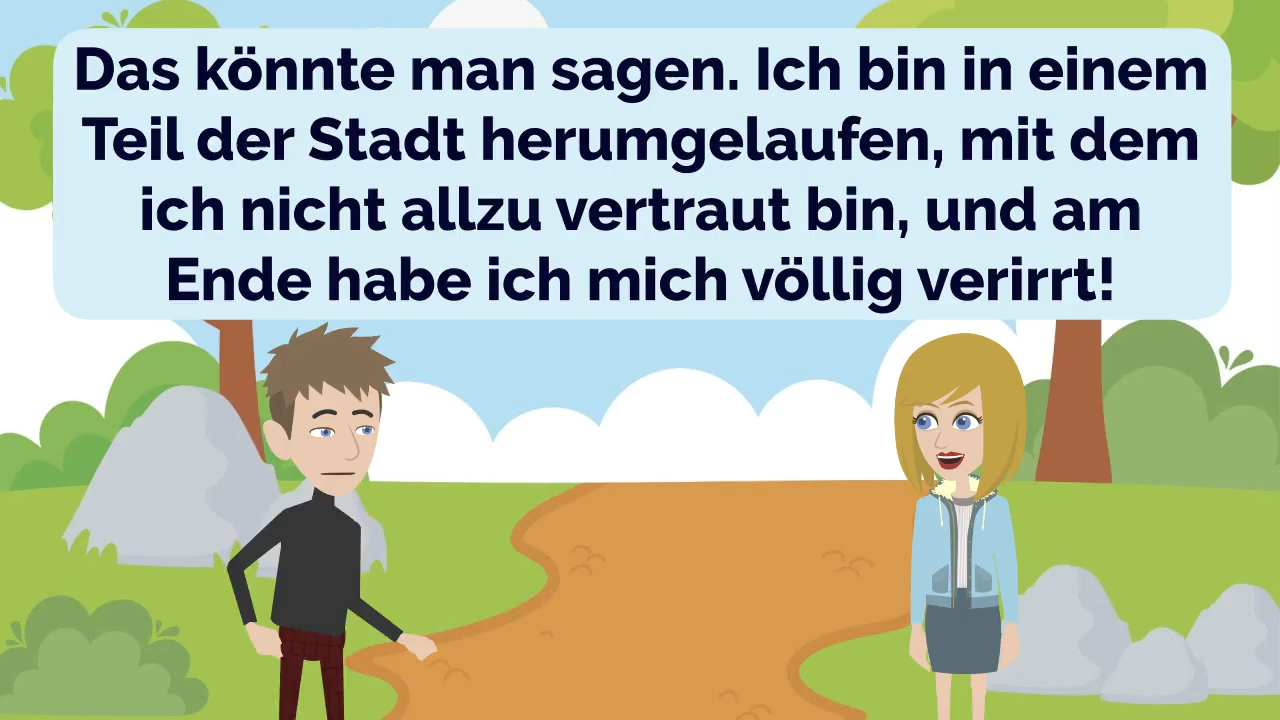 Das könnte man sagen. Ich bin in einem
Teil der Stadt herumgelaufen, mit dem
ich nicht allzu vertraut bin, und am
Ende habe ich mich völlig verirrt!